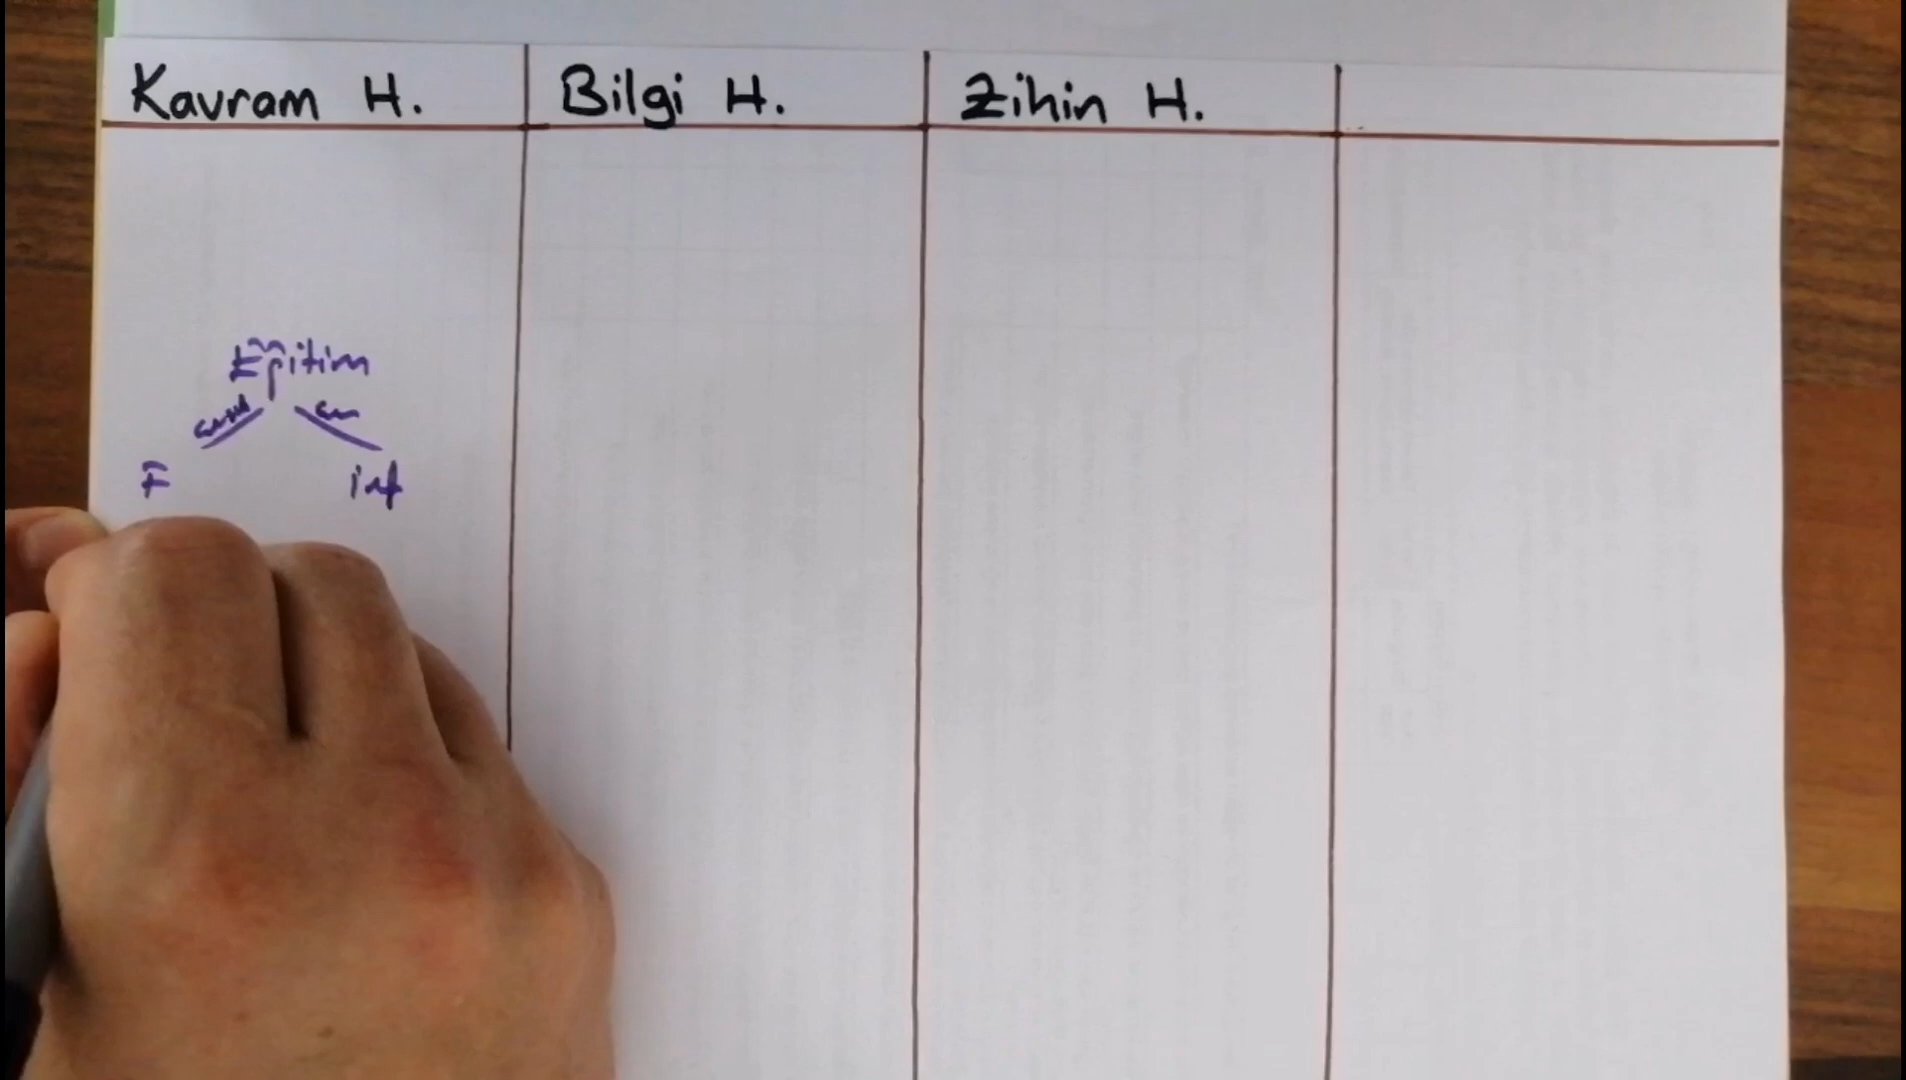 Kavram H. Bilgi H. Zihin H.
Eğitim
F inf